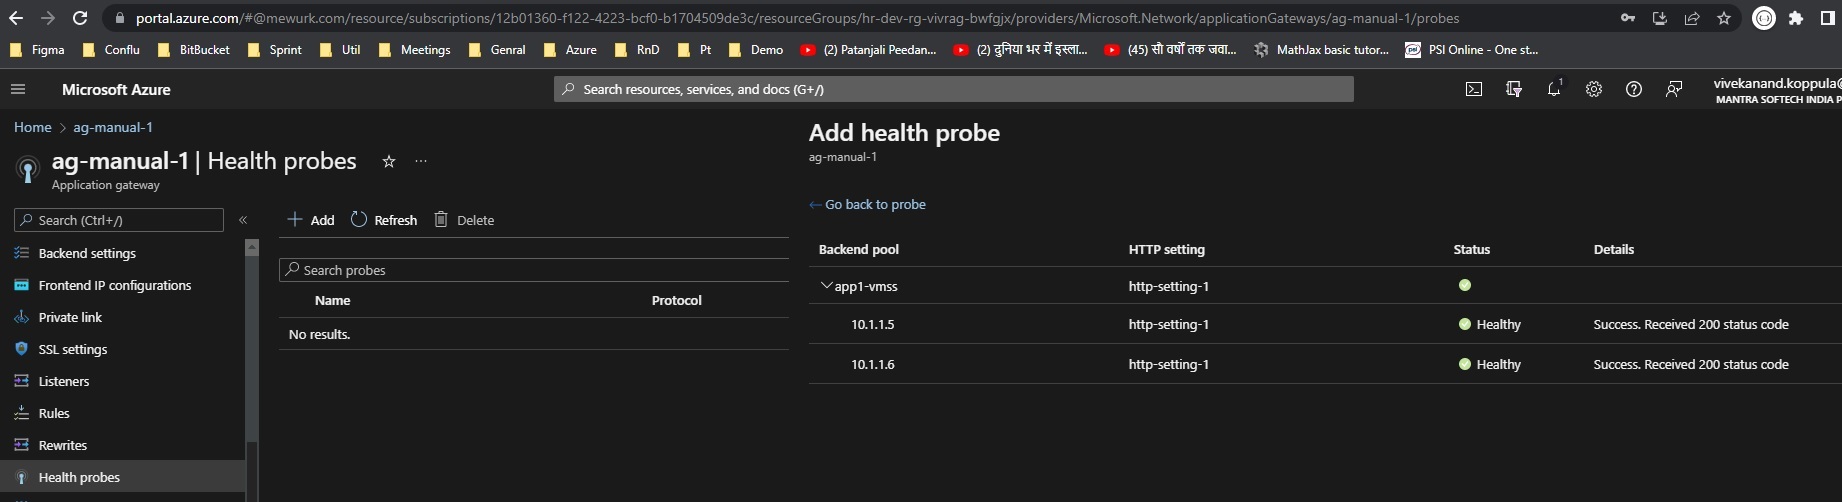 portal.azure.com/#@mewurk.com/resource/subscriptions/12b01360-f122-4223-bcf0-b1704509de3c/resourceGroups/hr-dev-rg-vivrag-bwfgjx/providers/Microsoft.Network/applicationGateways/ag-manual-1/probes
Figma Conflu BitBucket Sprint Util Meetings Genral Azure RnD Pt Demo (2) Patanjali Peedan... (2) दुनिया भर में इस्ला... (45) सौ वर्षों तक जवा... MathJax basic tutor... PSI Online - One st...
Microsoft Azure
Search resources, services, and docs (G+/)
1
vivekanand.koppula@
MANTRA SOFTECH INDIA P
Home > ag-manual-1
ag-manual-1 | Health probes
Application gateway
Search (Ctrl+/)
Backend settings
Frontend IP configurations
Private link
SSL settings
Listeners
Rules
Rewrites
Health probes
Add Refresh Delete
Search probes
Name Protocol
No results.
Add health probe
ag-manual-1
← Go back to probe
Backend pool HTTP setting Status Details
app1-vmss http-setting-1
10.1.1.5 http-setting-1 Healthy Success. Received 200 status code
10.1.1.6 http-setting-1 Healthy Success. Received 200 status code